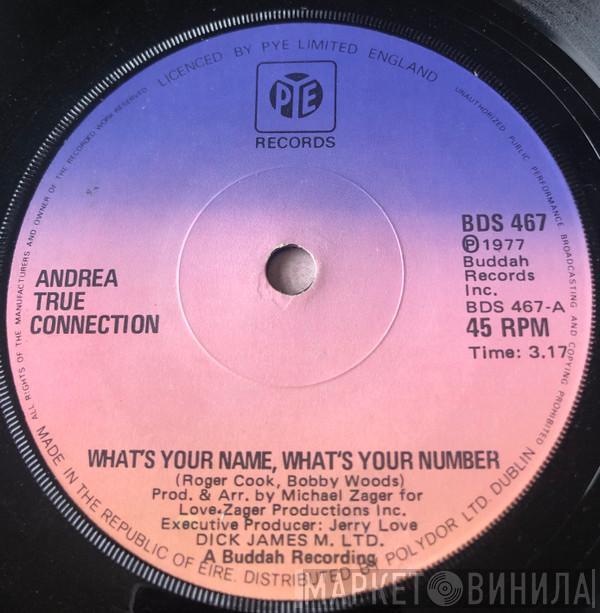 LICENCED BY PYE LIMITED ENGLAND
UNAUTHORIZED PUBLIC PERFORMANCE BROADCASTING AND COPYING PROHIBITED
ALL RIGHTS OF THE MANUFACTURERS AND OWNER OF THE RECORDED WORK RESERVED
PYE
RECORDS
BDS 467
Ⓟ1977
Buddah
Records
Inc.
BDS 467-A
45 RPM
Time: 3.17
ANDREA
TRUE
CONNECTION
WHAT'S YOUR NAME, WHAT'S YOUR NUMBER
(Roger Cook, Bobby Woods)
Prod. & Arr. by Michael Zager for
Love-Zager Productions Inc.
Executive Producer: Jerry Love
DICK JAMES M. LTD.
A Buddah Recording
MADE IN THE REPUBLIC OF EIRE. DISTRIBUTED BY POLYDOR LTD. DUBLIN
МАРКЕТ ВИНИЛА